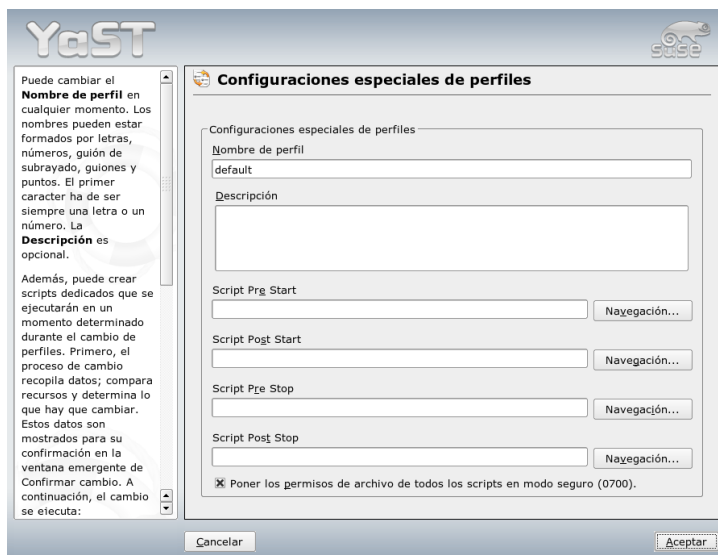 YaST
SUSE
Puede cambiar el
Nombre de perfil en
cualquier momento. Los
nombres pueden estar
formados por letras,
números, guión de
subrayado, guiones y
puntos. El primer
caracter ha de ser
siempre una letra o un
número. La
Descripción es
opcional.
Además, puede crear
scripts dedicados que se
ejecutarán en un
momento determinado
durante el cambio de
perfiles. Primero, el
proceso de cambio
recopila datos; compara
recursos y determina lo
que hay que cambiar.
Estos datos son
mostrados para su
confirmación en la
ventana emergente de
Confirmar cambio. A
continuación, el cambio
se ejecuta:
Configuraciones especiales de perfiles
Configuraciones especiales de perfiles
Nombre de perfil
default
Descripción
Script Pre Start
Navegación...
Script Post Start
Navegación...
Script Pre Stop
Navegación...
Script Post Stop
Navegación...
Poner los permisos de archivo de todos los scripts en modo seguro (0700).
Cancelar
Aceptar